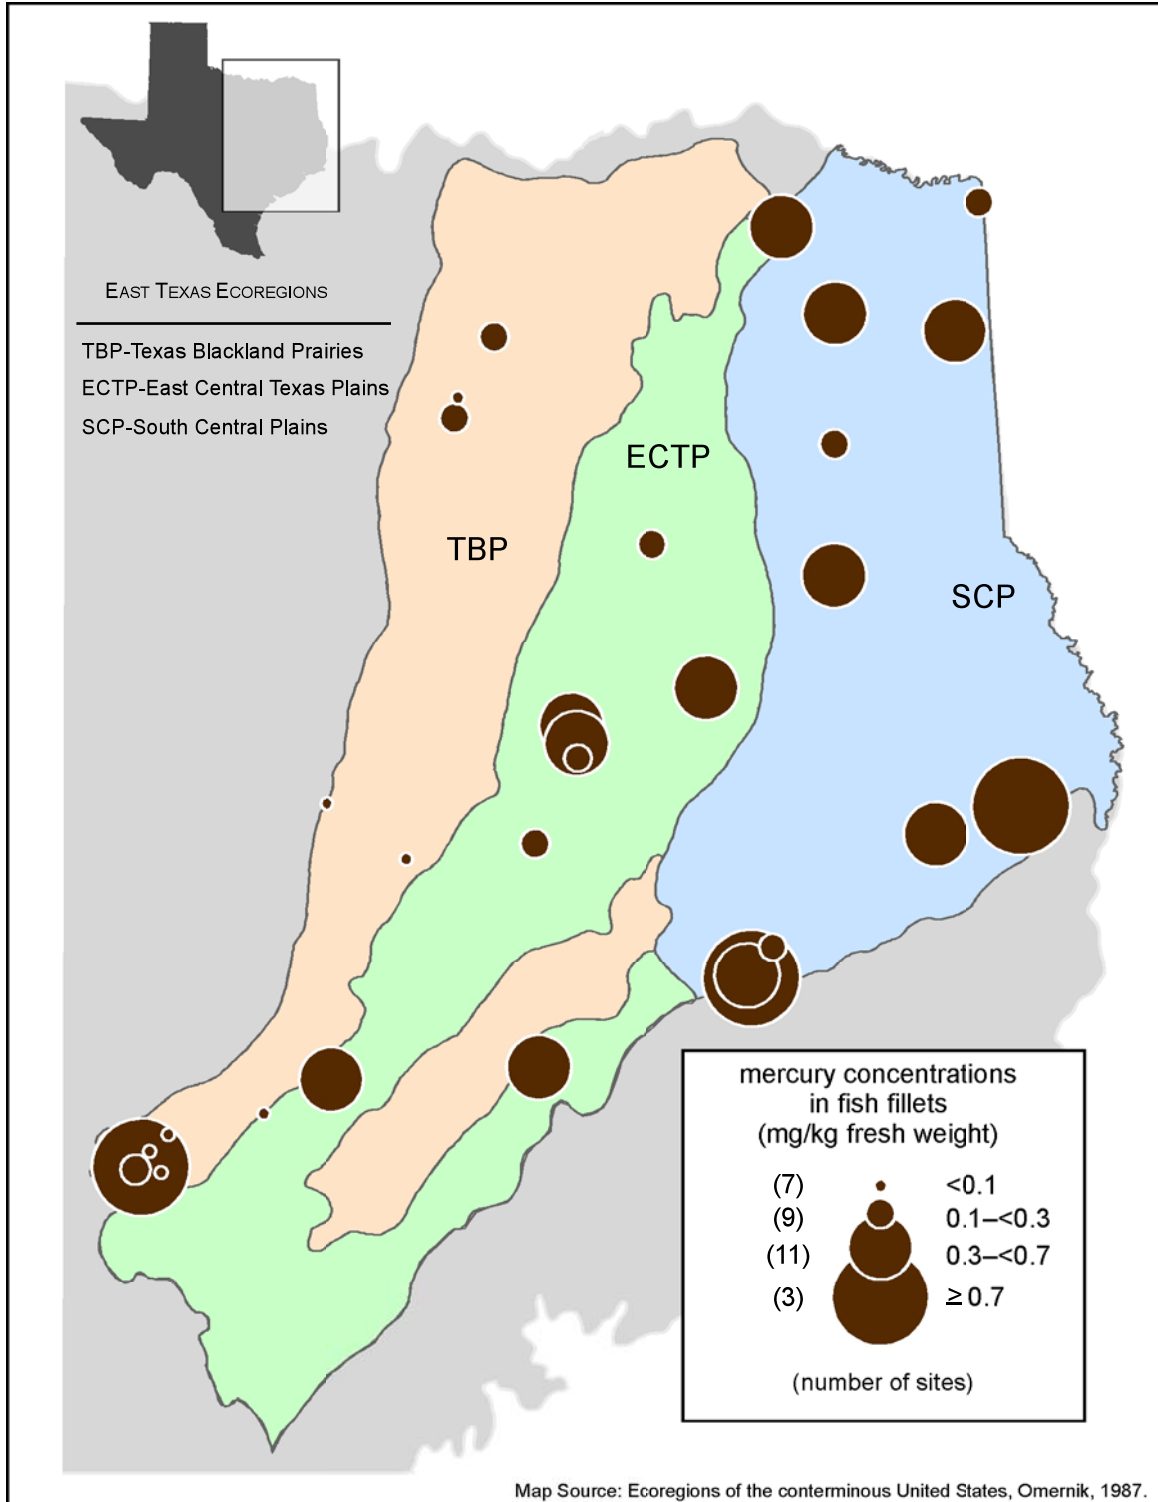 EAST TEXAS ECOREGIONS
TBP-Texas Blackland Prairies
ECTP-East Central Texas Plains
SCP-South Central Plains
ECTP
TBP
SCP
mercury concentrations
in fish fillets
(mg/kg fresh weight)
(7) <0.1
(9) 0.1–<0.3
(11) 0.3–<0.7
(3) ≥ 0.7
(number of sites)
Map Source: Ecoregions of the conterminous United States, Omernik, 1987.